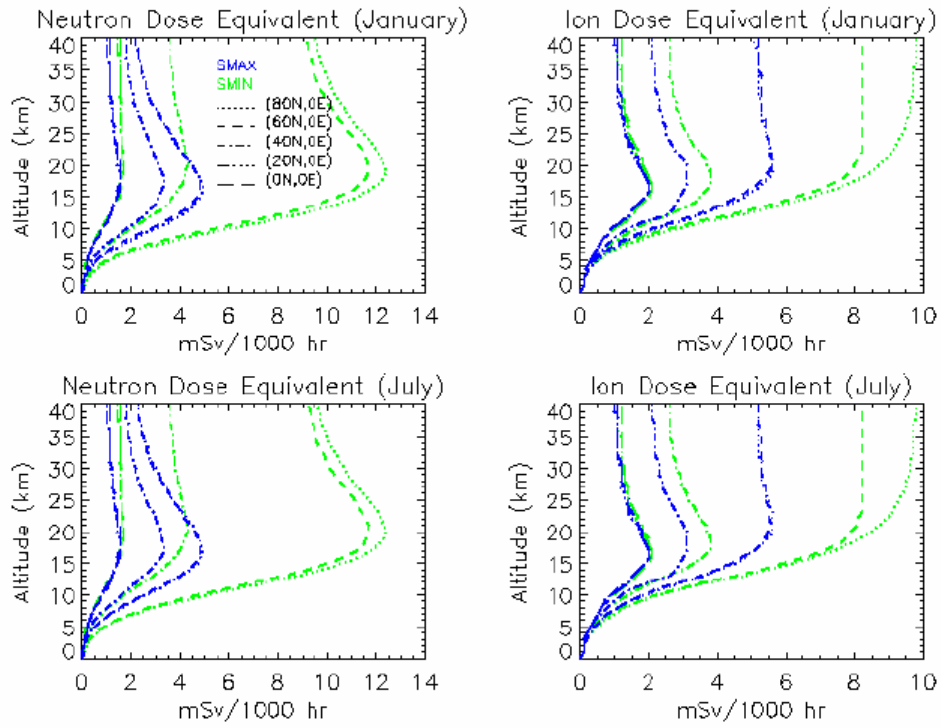 Neutron Dose Equivalent (January)
Ion Dose Equivalent (January)
Altitude (km)
40
35
30
25
20
15
10
5
0
SMAX
SMIN
(80N,0E)
(60N,0E)
(40N,0E)
(20N,0E)
(0N,0E)
0 2 4 6 8 10 12 14
mSv/1000 hr
Altitude (km)
40
35
30
25
20
15
10
5
0
0 2 4 6 8 10
mSv/1000 hr
Neutron Dose Equivalent (July)
Ion Dose Equivalent (July)
Altitude (km)
40
35
30
25
20
15
10
5
0
0 2 4 6 8 10 12 14
mSv/1000 hr
Altitude (km)
40
35
30
25
20
15
10
5
0
0 2 4 6 8 10
mSv/1000 hr